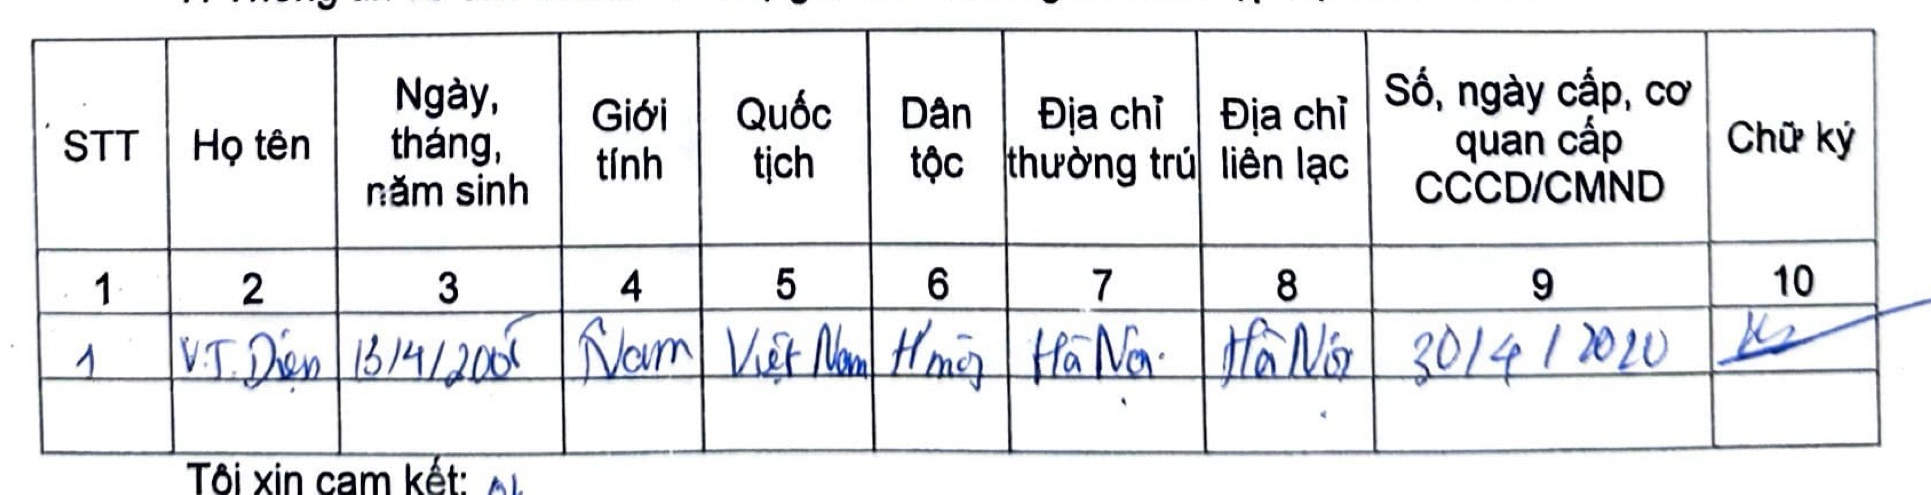 STT Họ tên Ngày, tháng, năm sinh Giới tính Quốc tịch Dân tộc Địa chỉ thường trú Địa chỉ liên lạc Số, ngày cấp, cơ quan cấp CCCD/CMND Chữ ký
1 2 3 4 5 6 7 8 9 10
1 V.T. Diện 13/4/2005 Nam Việt Nam H'mông Hà Nội Hà Nội 30/4/2020
Tôi xin cam kết: